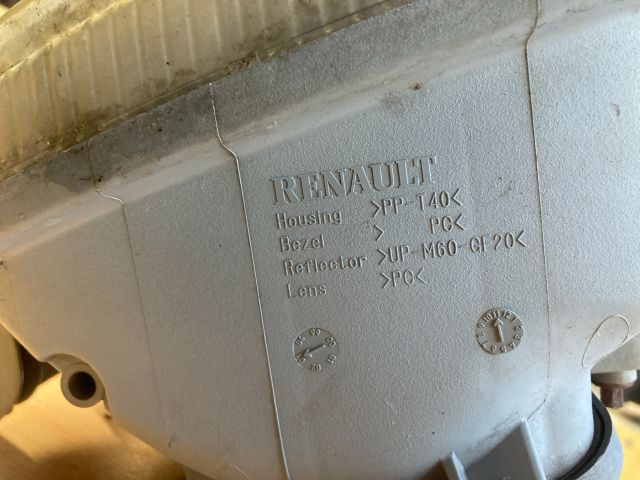 RENAULT
Housing >PP-T40<
Bezel > PC<
Reflector >UP-M60-GF20<
Lens >PC<